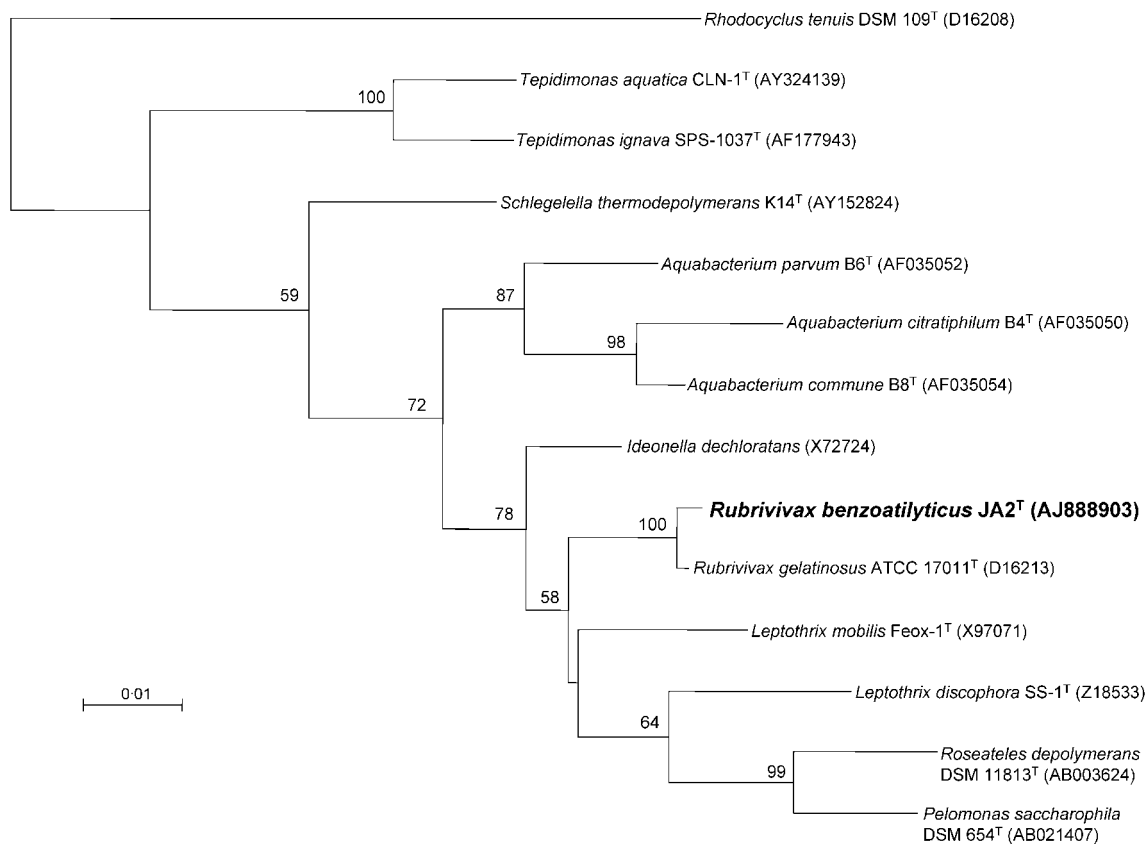 Rhodocyclus tenuis DSM 109ᵀ (D16208)
Tepidimonas aquatica CLN-1ᵀ (AY324139)
100
Tepidimonas ignava SPS-1037ᵀ (AF177943)
Schlegelella thermodepolymerans K14ᵀ (AY152824)
Aquabacterium parvum B6ᵀ (AF035052)
59
87
Aquabacterium citratiphilum B4ᵀ (AF035050)
98
Aquabacterium commune B8ᵀ (AF035054)
72
Ideonella dechloratans (X72724)
78
Rubrivivax benzoatilyticus JA2ᵀ (AJ888903)
100
Rubrivivax gelatinosus ATCC 17011ᵀ (D16213)
58
Leptothrix mobilis Feox-1ᵀ (X97071)
0·01
Leptothrix discophora SS-1ᵀ (Z18533)
64
Roseateles depolymerans
DSM 11813ᵀ (AB003624)
99
Pelomonas saccharophila
DSM 654ᵀ (AB021407)